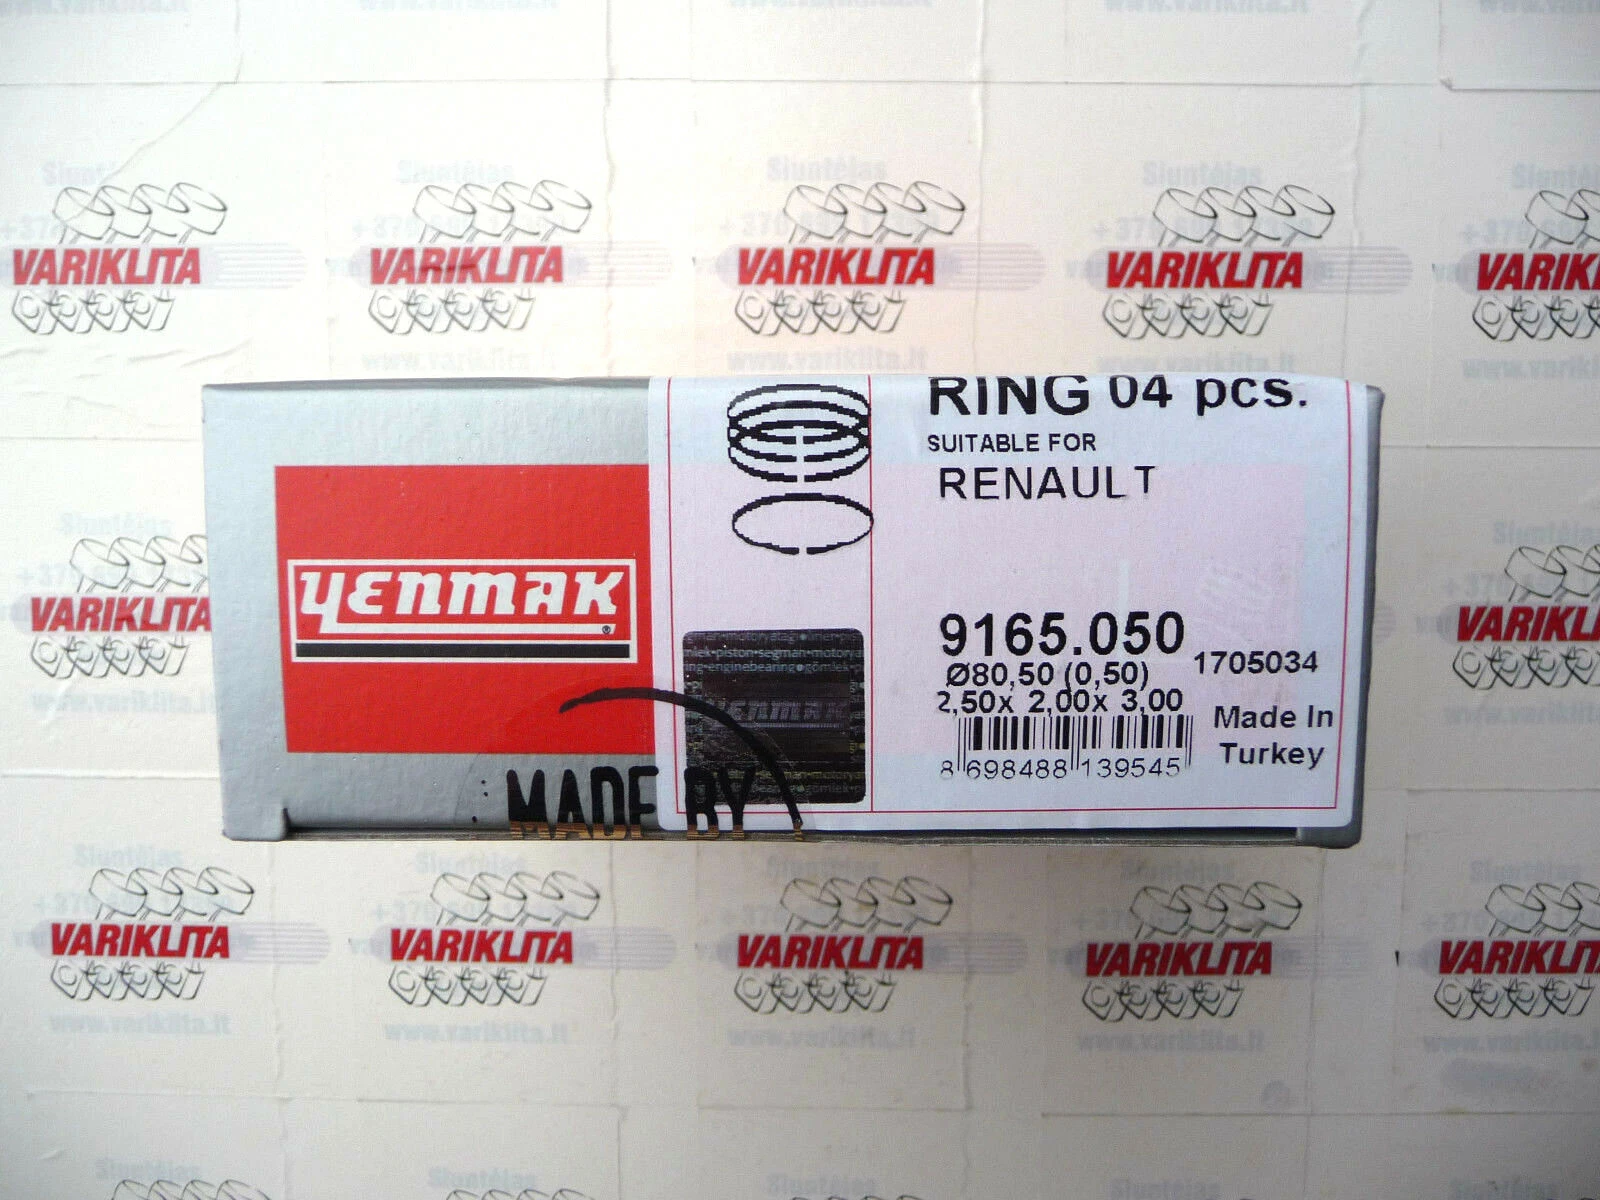 Siuntėjas
VARIKLITA
www.variklita.lt
YENMAK
®
MADE BY
RING 04 pcs.
SUITABLE FOR
RENAULT
9165.050
Ø80,50 (0,50)
1705034
2,50x 2,00x 3,00
Made In
Turkey
8 698488 139545